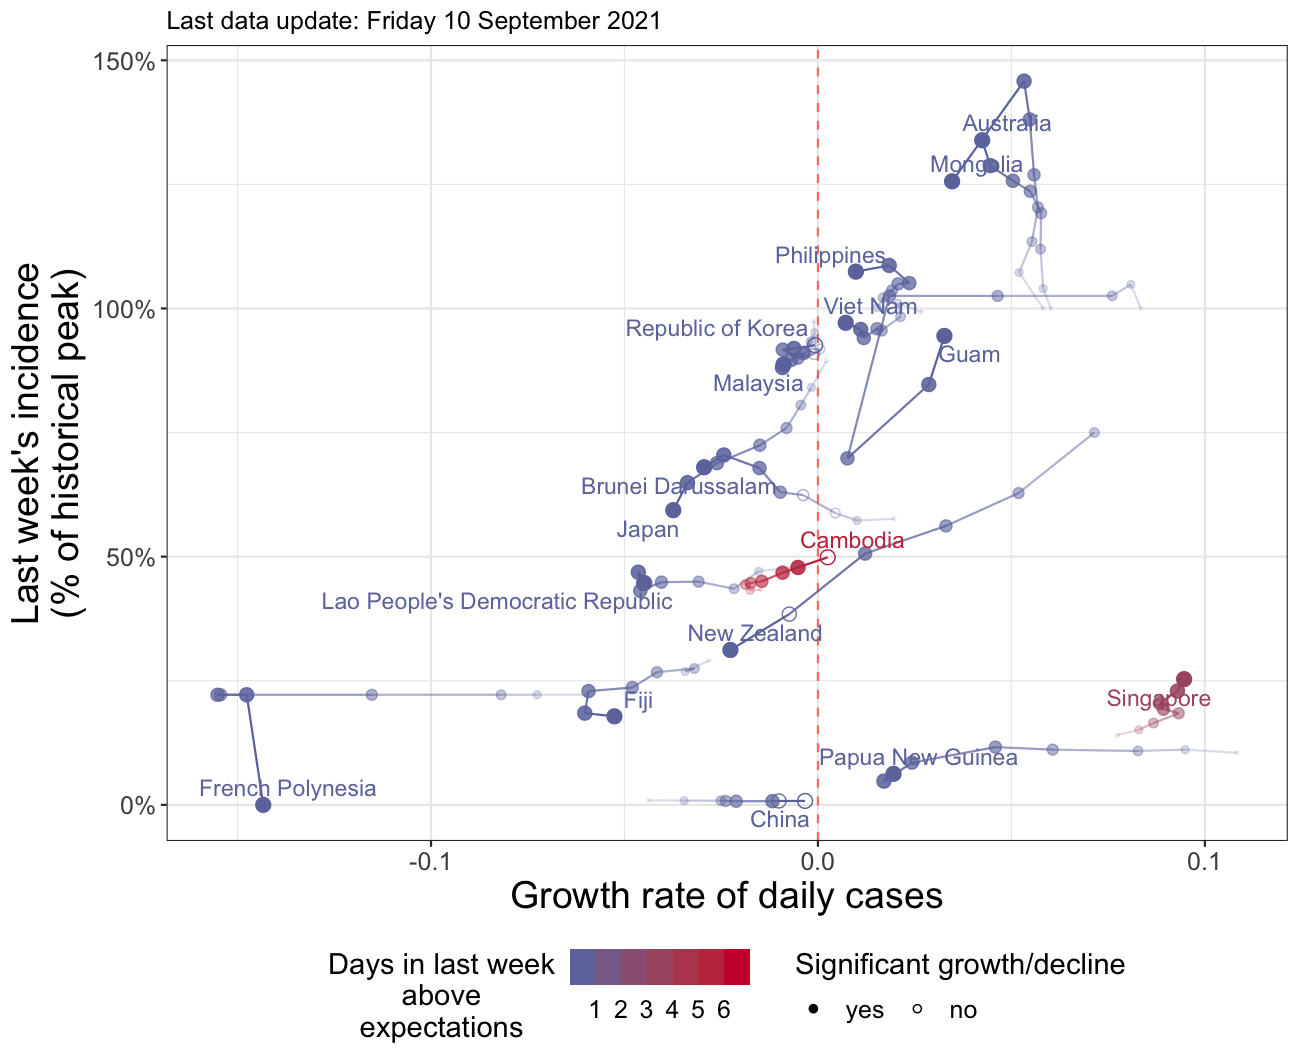 Last data update: Friday 10 September 2021
150%
100%
50%
0%
Last week's incidence
(% of historical peak)
Australia
Mongolia
Philippines
Viet Nam
Republic of Korea
Guam
Malaysia
Brunei Darussalam
Japan
Cambodia
Lao People's Democratic Republic
New Zealand
Fiji
Singapore
Papua New Guinea
French Polynesia
China
-0.1
0.0
0.1
Growth rate of daily cases
Days in last week
above
expectations
1 2 3 4 5 6
Significant growth/decline
yes
no